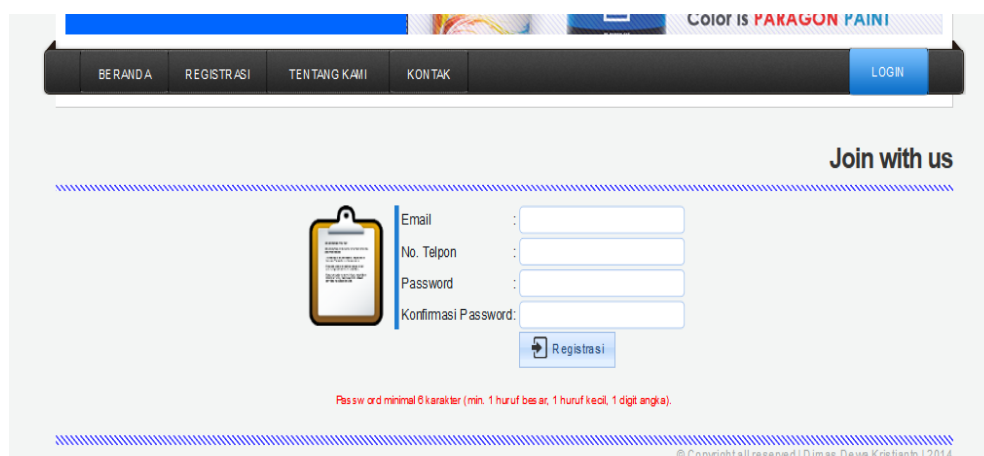 Color is PARAGON PAINT
BERANDA REGISTRASI TENTANG KAMI KONTAK LOGIN
Join with us
Email :
No. Telpon :
Password :
Konfirmasi Password:
Registrasi
Password minimal 6 karakter (min. 1 huruf besar, 1 huruf kecil, 1 digit angka).
© Copyright all reserved | Dimas Dewa Kristianto | 2014